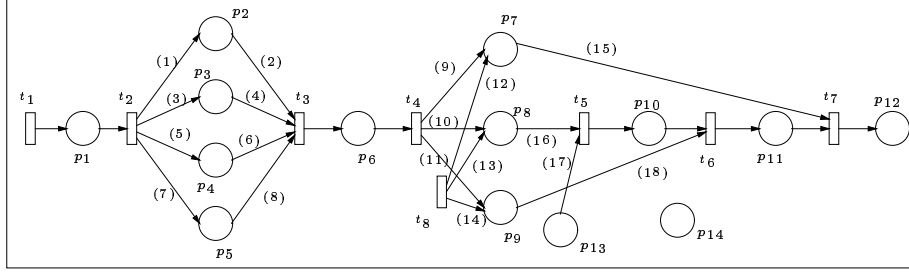 p2
p7
(15)
(1)
(2)
(9)
(12)
t1
t2
p3
t3
t4
p8
t5
p10
t7
p12
(3)
(4)
(10)
(5)
(6)
(16)
p1
p4
p6
(11)
(13)
(17)
t6
p11
(7)
(8)
(18)
t8
(14)
p5
p9
p13
p14